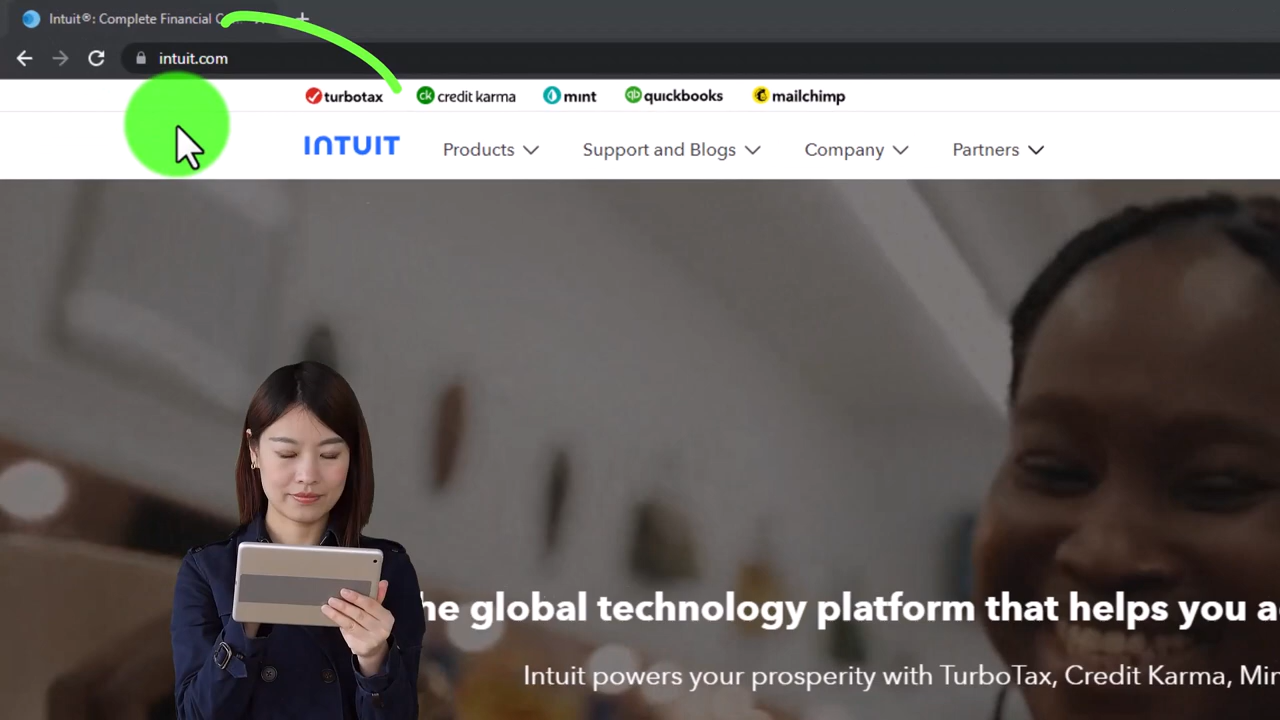 Intuit®: Complete Financial C
intuit.com
turbotax credit karma mint quickbooks mailchimp
INTUIT Products Support and Blogs Company Partners
he global technology platform that helps you a
Intuit powers your prosperity with TurboTax, Credit Karma, Min